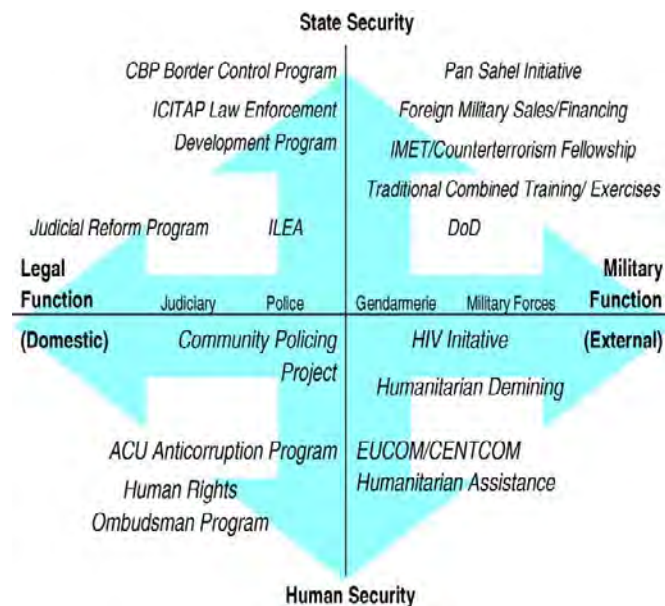 State Security
CBP Border Control Program
Pan Sahel Initiative
ICITAP Law Enforcement
Foreign Military Sales/Financing
Development Program
IMET/Counterterrorism Fellowship
Traditional Combined Training/ Exercises
Judicial Reform Program
ILEA
DoD
Legal
Function
Military
Function
Judiciary
Police
Gendarmerie
Military Forces
(Domestic)
Community Policing
Project
HIV Initative
(External)
Humanitarian Demining
ACU Anticorruption Program
EUCOM/CENTCOM
Human Rights
Humanitarian Assistance
Ombudsman Program
Human Security